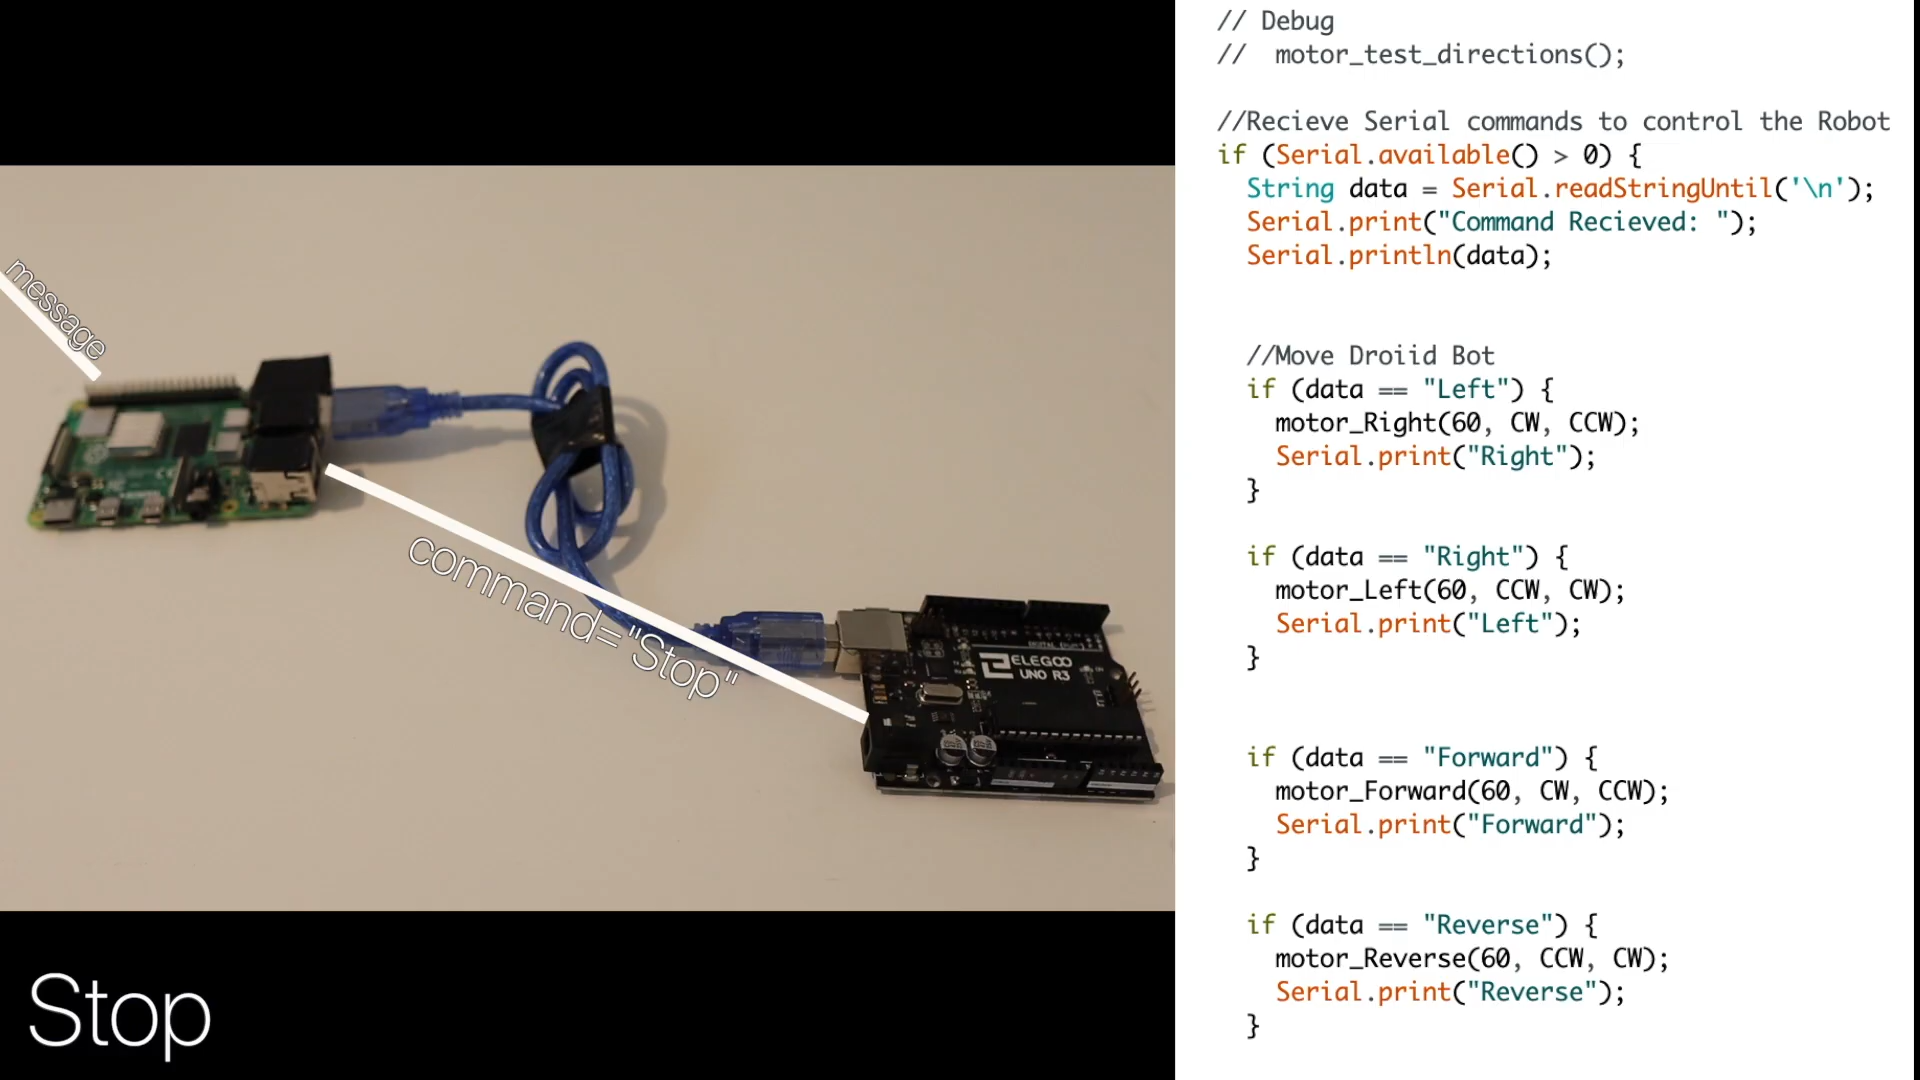 message
command="Stop"
ELEGOO
UNO R3
Stop
// Debug
//  motor_test_directions();
//Recieve Serial commands to control the Robot
if (Serial.available() > 0) {
String data = Serial.readStringUntil('\n');
Serial.print("Command Recieved: ");
Serial.println(data);
//Move Droiid Bot
if (data == "Left") {
motor_Right(60, CW, CCW);
Serial.print("Right");
}
if (data == "Right") {
motor_Left(60, CCW, CW);
Serial.print("Left");
}
if (data == "Forward") {
motor_Forward(60, CW, CCW);
Serial.print("Forward");
}
if (data == "Reverse") {
motor_Reverse(60, CCW, CW);
Serial.print("Reverse");
}